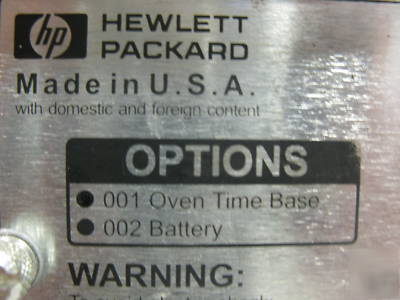 hp HEWLETT
PACKARD
Made in U.S.A.
with domestic and foreign content
OPTIONS
001 Oven Time Base
002 Battery
WARNING: